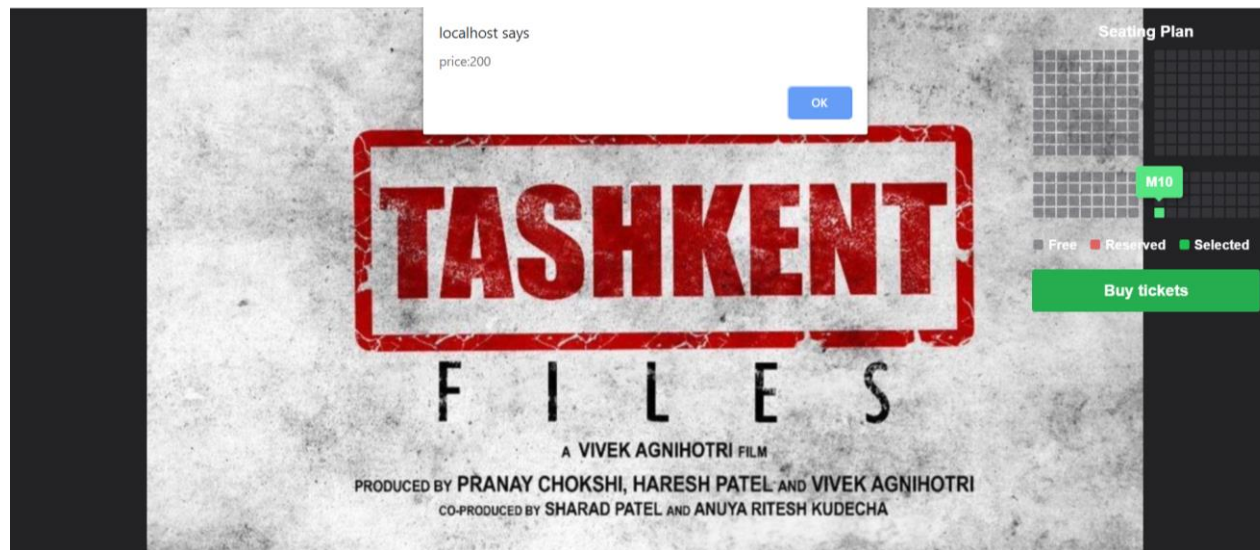 localhost says
price:200
OK
Seating Plan
M10
Free Reserved Selected
Buy tickets
TASHKENT
FILES
A VIVEK AGNIHOTRI FILM
PRODUCED BY PRANAY CHOKSHI, HARESH PATEL AND VIVEK AGNIHOTRI
CO-PRODUCED BY SHARAD PATEL AND ANUYA RITESH KUDECHA